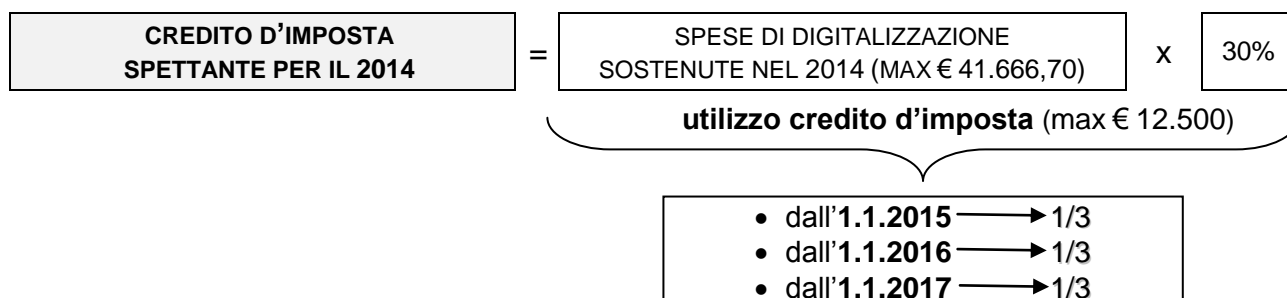 CREDITO D'IMPOSTA
SPETTANTE PER IL 2014
=
SPESE DI DIGITALIZZAZIONE
SOSTENUTE NEL 2014 (MAX € 41.666,70)
x
30%
utilizzo credito d'imposta (max € 12.500)
• dall'1.1.2015 → 1/3
• dall'1.1.2016 → 1/3
• dall'1.1.2017 → 1/3